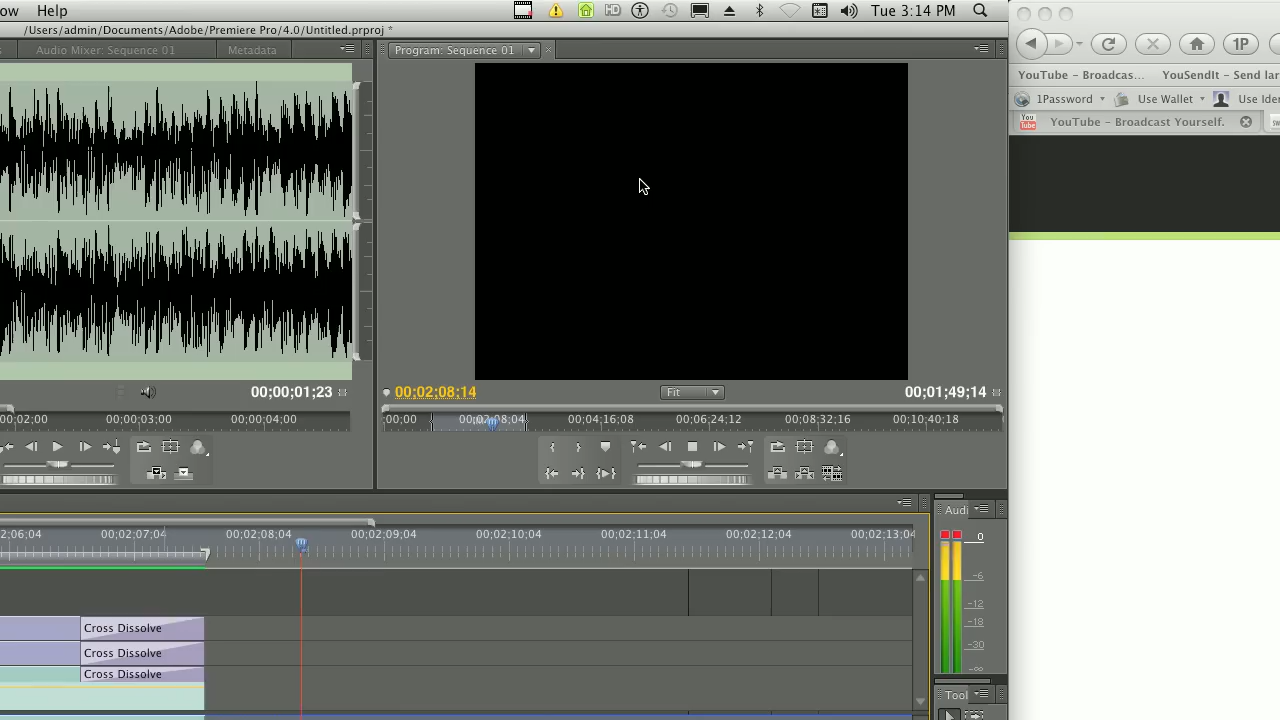 ow Help Tue 3:14 PM
/Users/admin/Documents/Adobe/Premiere Pro/4.0/Untitled.prproj *
Audio Mixer: Sequence 01 Metadata Program: Sequence 01
1P
YouTube – Broadcas... YouSendIt – Send lar
1Password Use Wallet Use Iden
You Tube YouTube – Broadcast Yourself.
00;00;01;23 00;02;08;14 Fit 00;01;49;14
00;02;00 00;00;03;00 00;00;04;00 00;00 00;02;08;04 00;04;16;08 00;06;24;12 00;08;32;16 00;10;40;18
Audi
2;06;04 00;02;07;04 00;02;08;04 00;02;09;04 00;02;10;04 00;02;11;04 00;02;12;04 00;02;13;04
0
-6
-12
-18
-30
-∞
Cross Dissolve
Cross Dissolve
Cross Dissolve
Tool